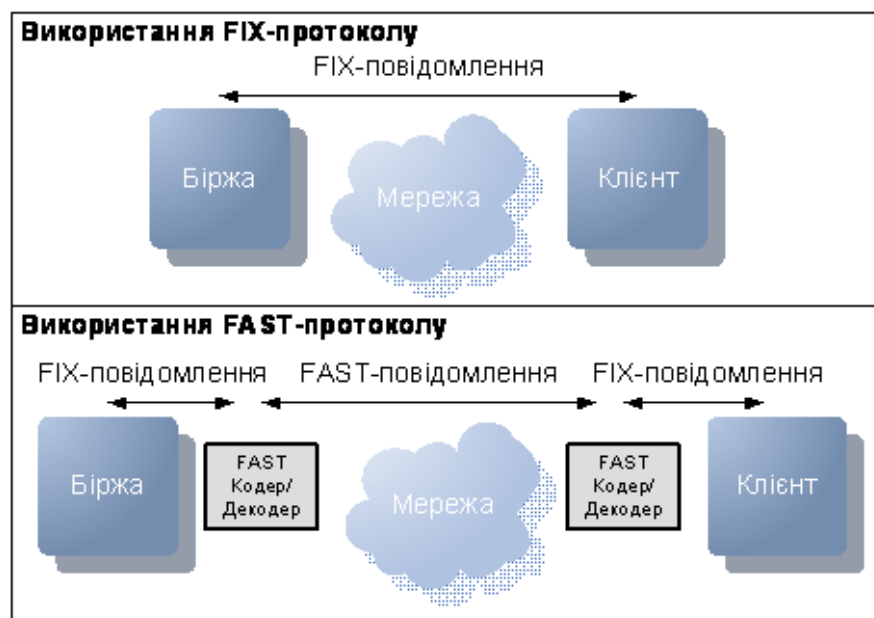 Використання FIX-протоколу
FIX-повідомлення
Біржа
Мережа
Клієнт
Використання FAST-протоколу
FIX-повідомлення
FAST-повідомлення
FIX-повідомлення
Біржа
FAST
Кодер/
Декодер
Мережа
FAST
Кодер/
Декодер
Клієнт